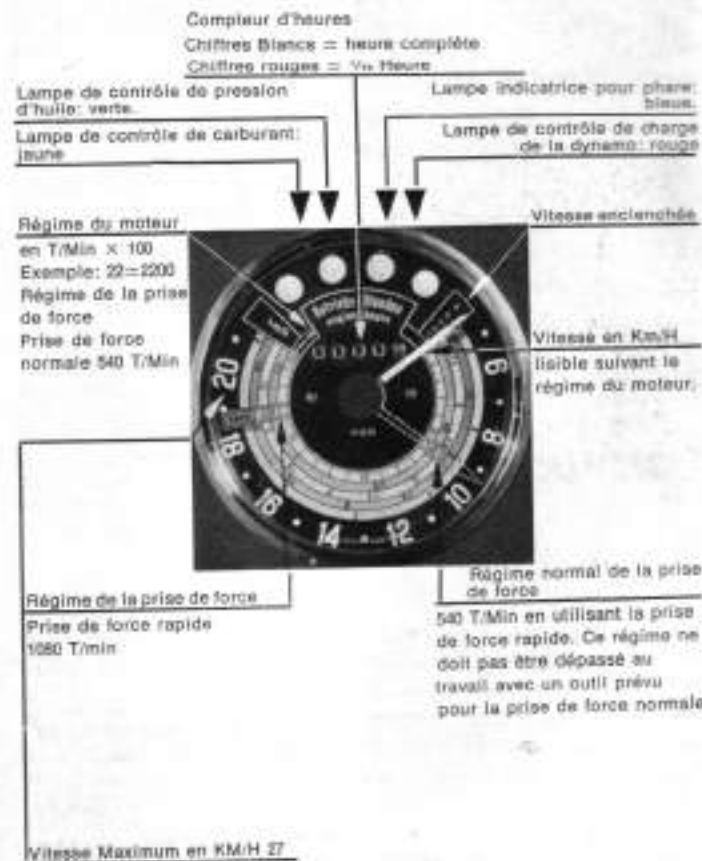 Compteur d'heures
Chiffres Blancs = heure complète
Chiffres rouges = 1/10 Heure
Lampe de contrôle de pression
d'huile: verte.
Lampe de contrôle de carburant:
jaune
Lampe indicatrice pour phare:
bleue.
Lampe de contrôle de charge
de la dynamo: rouge
Régime du moteur
en T/Min × 100
Exemple: 22=2200
Régime de la prise
de force
Prise de force
normale 540 T/Min
Vitesse enclenchée
Vitesse en Km/H
lisible suivant le
régime du moteur.
Betriebs-Stunden
0 0 0 0
20
18
16
14
12
10
8
6
Régime de la prise de force
Prise de force rapide
1080 T/min
Régime normal de la prise
de force
540 T/Min en utilisant la prise
de force rapide. Ce régime ne
doit pas être dépassé au
travail avec un outil prévu
pour la prise de force normale
Vitesse Maximum en KM/H 27